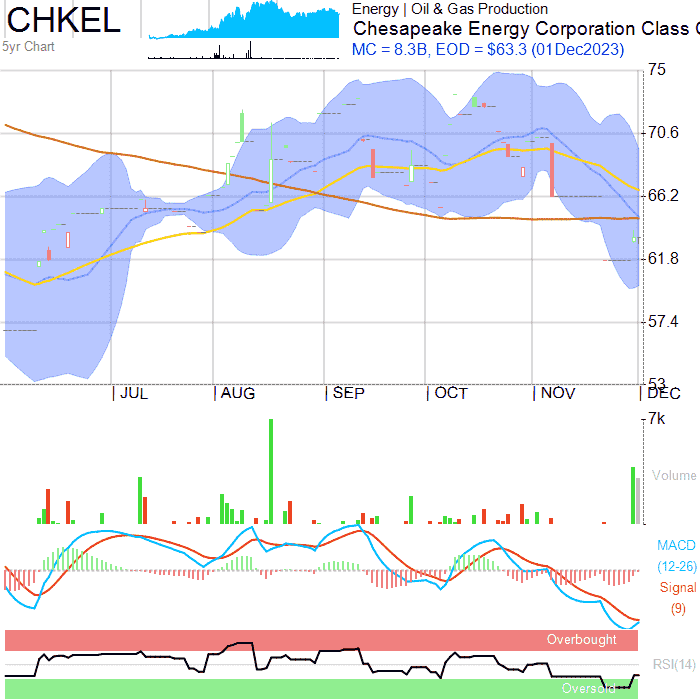 CHKEL
5yr Chart
Energy | Oil & Gas Production
Chesapeake Energy Corporation Class
MC = 8.3B, EOD = $63.3 (01Dec2023)
75
70.6
66.2
61.8
57.4
53
JUL AUG SEP OCT NOV DEC
7k
Volume
MACD
(12-26)
Signal
(9)
Overbought
RSI(14)
Oversold